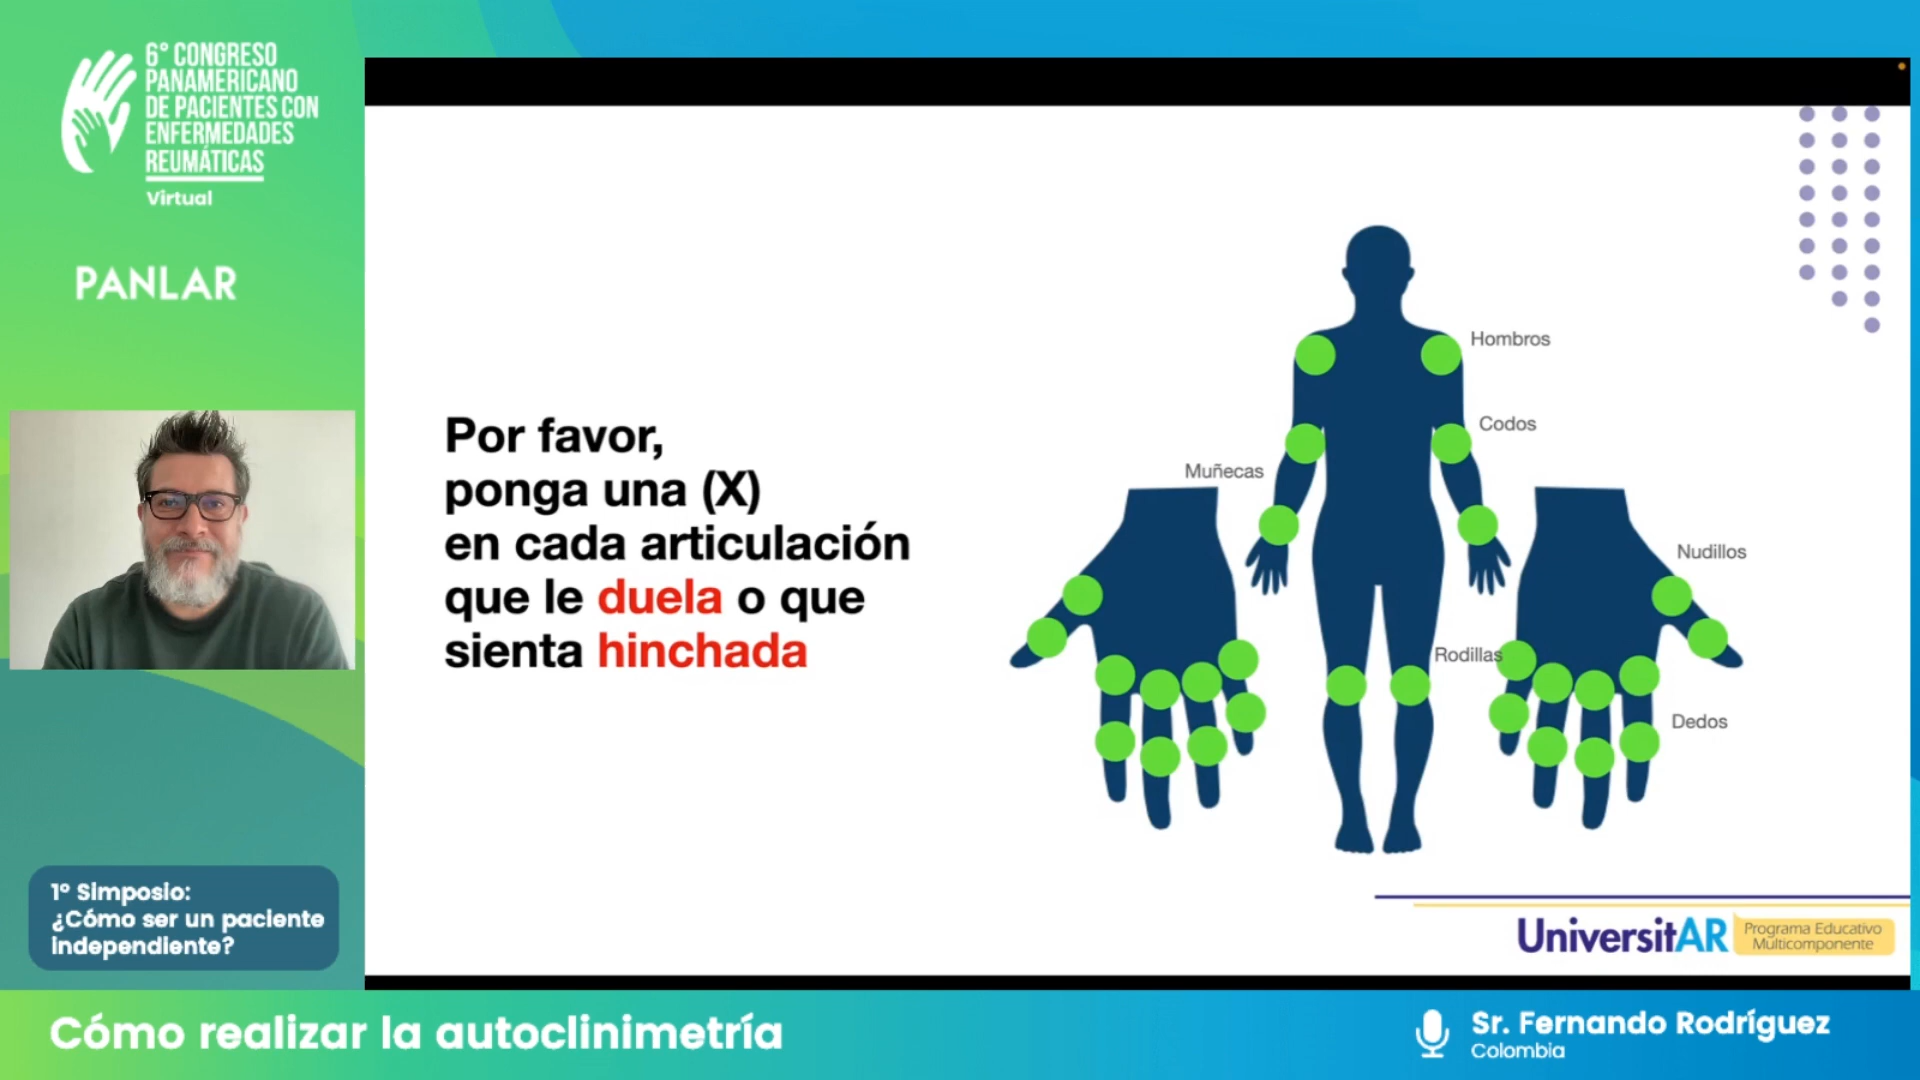 6° CONGRESO
PANAMERICANO
DE PACIENTES CON
ENFERMEDADES
REUMÁTICAS
Virtual
PANLAR
Por favor,
ponga una (X)
en cada articulación
que le duela o que
sienta hinchada
Hombros
Codos
Muñecas
Nudillos
Rodillas
Dedos
UniversitAR
Programa Educativo
Multicomponente
1° Simposio:
¿Cómo ser un paciente
independiente?
Cómo realizar la autoclinimetría
Sr. Fernando Rodríguez
Colombia